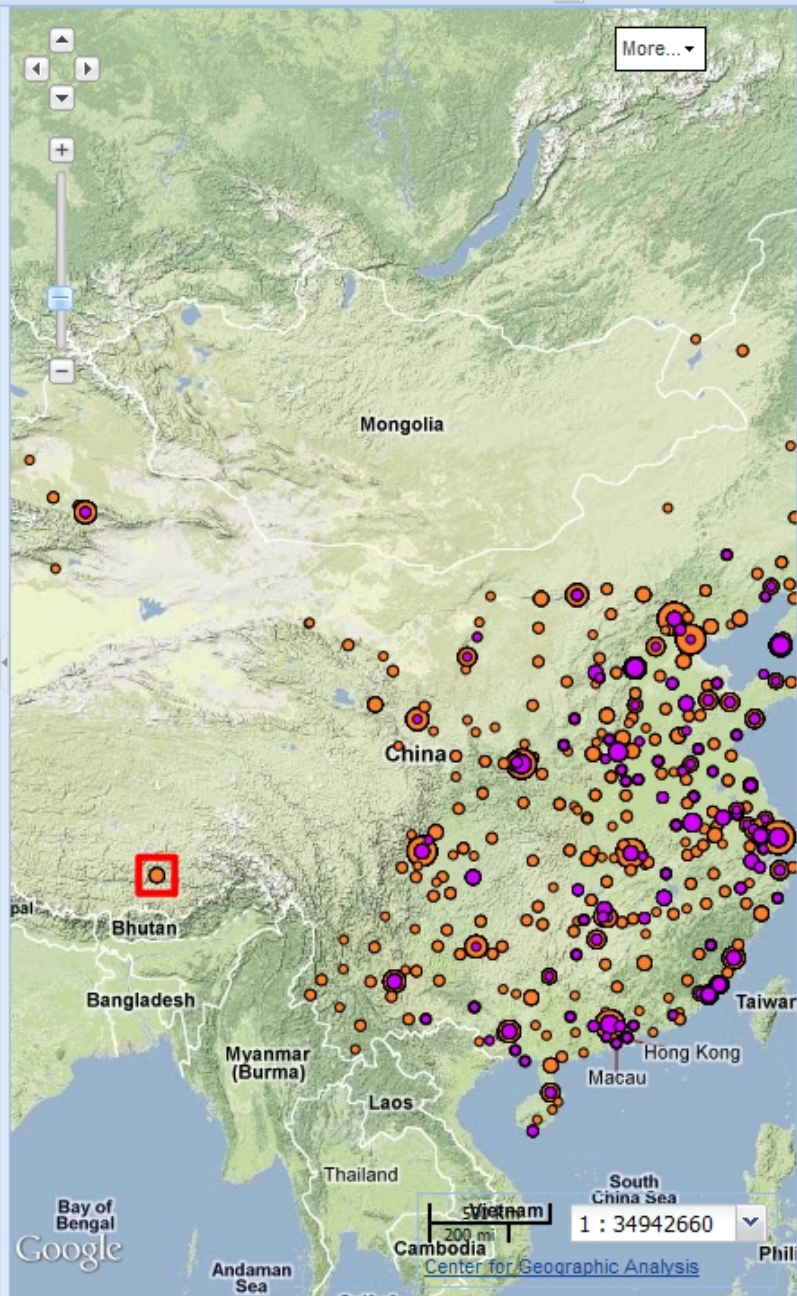 More...
Mongolia
China
pal
Bhutan
Bangladesh
Taiwar
Myanmar
(Burma)
Hong Kong
Macau
Laos
Thailand
South
China Sea
Vietnam
Bay of
Bengal
200 mi
1 : 34942660
Google
Cambodia
Phili
Center for Geographic Analysis
Andaman
Sea